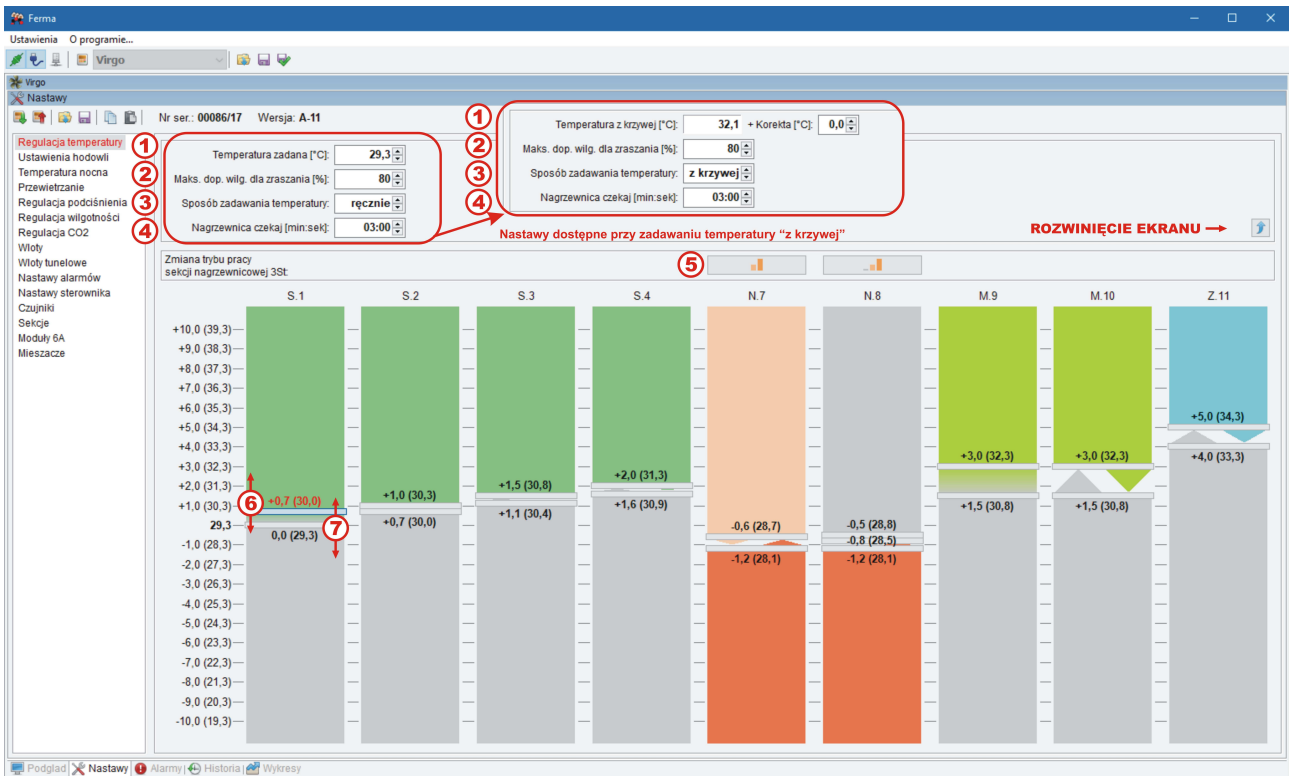 Ferma
Ustawienia O programie...
Virgo
Virgo
Nastawy
Nr ser.: 00086/17 Wersja: A-11
Regulacja temperatury
Ustawienia hodowli
Temperatura nocna
Przewietrzanie
Regulacja podciśnienia
Regulacja wilgotności
Regulacja CO2
Wloty
Wloty tunelowe
Nastawy alarmów
Nastawy sterownika
Czujniki
Sekcje
Moduły 6A
Mieszacze
1 Temperatura zadana [°C]: 29,3
2 Maks. dop. wilg. dla zraszania [%]: 80
3 Sposób zadawania temperatury: ręcznie
4 Nagrzewnica czekaj [min:sek]: 03:00
1 Temperatura z krzywej [°C]: 32,1 + Korekta [°C]: 0,0
2 Maks. dop. wilg. dla zraszania [%]: 80
3 Sposób zadawania temperatury: z krzywej
4 Nagrzewnica czekaj [min:sek]: 03:00
Nastawy dostępne przy zadawaniu temperatury “z krzywej”
ROZWINIĘCIE EKRANU
Zmiana trybu pracy
sekcji nagrzewnicowej 3St:
5
S.1 S.2 S.3 S.4 N.7 N.8 M.9 M.10 Z.11
+10,0 (39,3)
+9,0 (38,3)
+8,0 (37,3)
+7,0 (36,3)
+6,0 (35,3)
+5,0 (34,3)
+4,0 (33,3)
+3,0 (32,3)
+2,0 (31,3)
+1,0 (30,3)
29,3
-1,0 (28,3)
-2,0 (27,3)
-3,0 (26,3)
-4,0 (25,3)
-5,0 (24,3)
-6,0 (23,3)
-7,0 (22,3)
-8,0 (21,3)
-9,0 (20,3)
-10,0 (19,3)
6
+0,7 (30,0)
7
0,0 (29,3)
+1,0 (30,3)
+0,7 (30,0)
+1,5 (30,8)
+1,1 (30,4)
+2,0 (31,3)
+1,6 (30,9)
-0,6 (28,7)
-1,2 (28,1)
-0,5 (28,8)
-0,8 (28,5)
-1,2 (28,1)
+3,0 (32,3)
+1,5 (30,8)
+3,0 (32,3)
+1,5 (30,8)
+5,0 (34,3)
+4,0 (33,3)
Podgląd Nastawy Alarmy Historia Wykresy